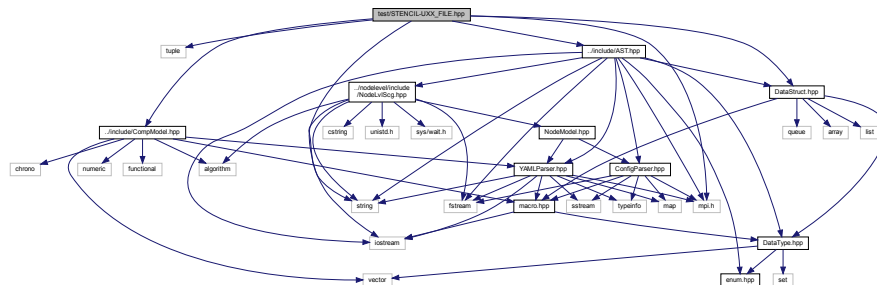 test/STENCIL-UXX_FILE.hpp
tuple
../include/AST.hpp
../nodelevel/include
/NodeLvlScg.hpp
DataStruct.hpp
../include/CompModel.hpp
cstring
unistd.h
sys/wait.h
NodeModel.hpp
queue
array
list
chrono
numeric
functional
algorithm
YAMLParser.hpp
ConfigParser.hpp
string
fstream
macro.hpp
sstream
typeinfo
map
mpi.h
iostream
DataType.hpp
vector
enum.hpp
set